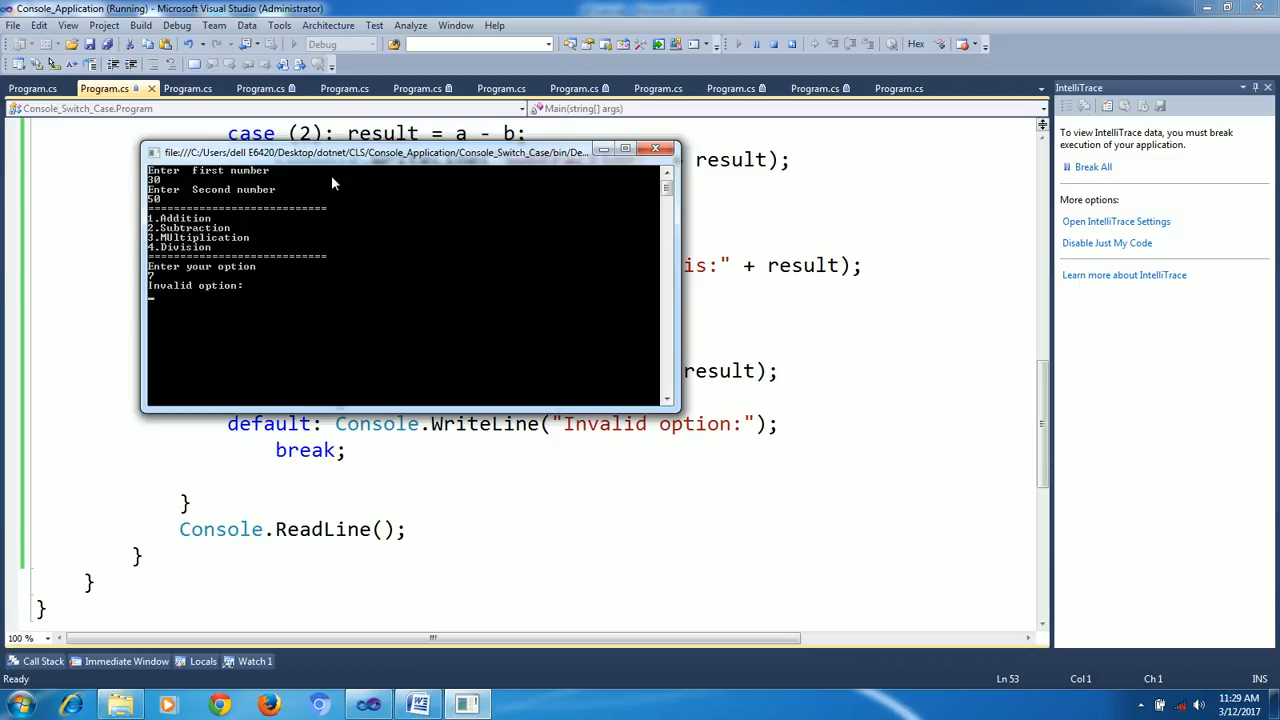 Console_Application (Running) - Microsoft Visual Studio (Administrator)
File Edit View Project Build Debug Team Data Tools Architecture Test Analyze Window Help
Debug
Hex
Program.cs Program.cs Program.cs Program.cs Program.cs Program.cs Program.cs Program.cs Program.cs Program.cs Program.cs Program.cs
Console_Switch_Case.Program
Main(string[] args)
case (2): result = a - b;
result);
file:///C:/Users/dell E6420/Desktop/dotnet/CLS/Console_Application/Console_Switch_Case/bin/De...
Enter  first number
30
Enter  Second number
50
============================
1.Addition
2.Subtraction
3.MUltiplication
4.Division
============================
Enter your option
7
Invalid option:
is:" + result);
result);
default: Console.WriteLine("Invalid option:");
break;
}
Console.ReadLine();
}
}
}
100 %
IntelliTrace
To view IntelliTrace data, you must break
execution.
Break All
More options:
Open IntelliTrace Settings
Disable Just My Code
Learn more about IntelliTrace
Call Stack Immediate Window Locals Watch 1
Ready
Ln 53 Col 1 Ch 1 INS
11:29 AM
3/12/2017